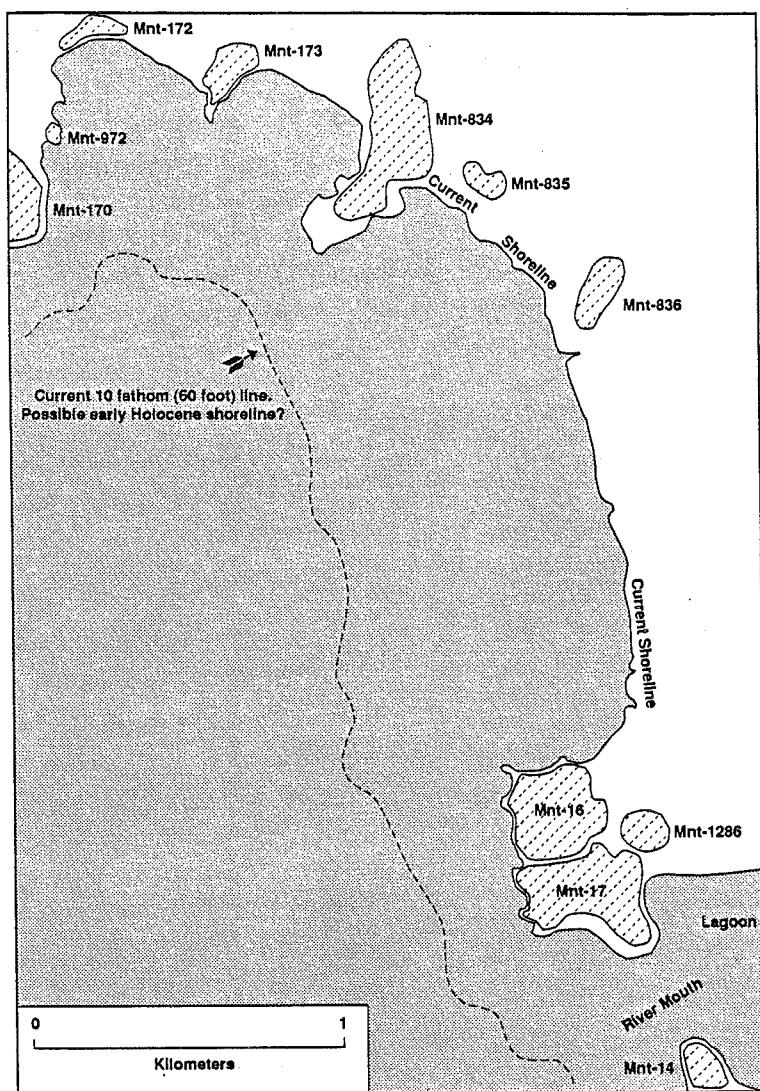 Mnt-172
Mnt-173
Mnt-834
Mnt-972
Mnt-835
Mnt-170
Current
Shoreline
Mnt-836
Current 10 fathom (60 foot) line.
Possible early Holocene shoreline?
Current Shoreline
Mnt-16
Mnt-1286
Mnt-17
Lagoon
River Mouth
0 1
Kilometers
Mnt-14